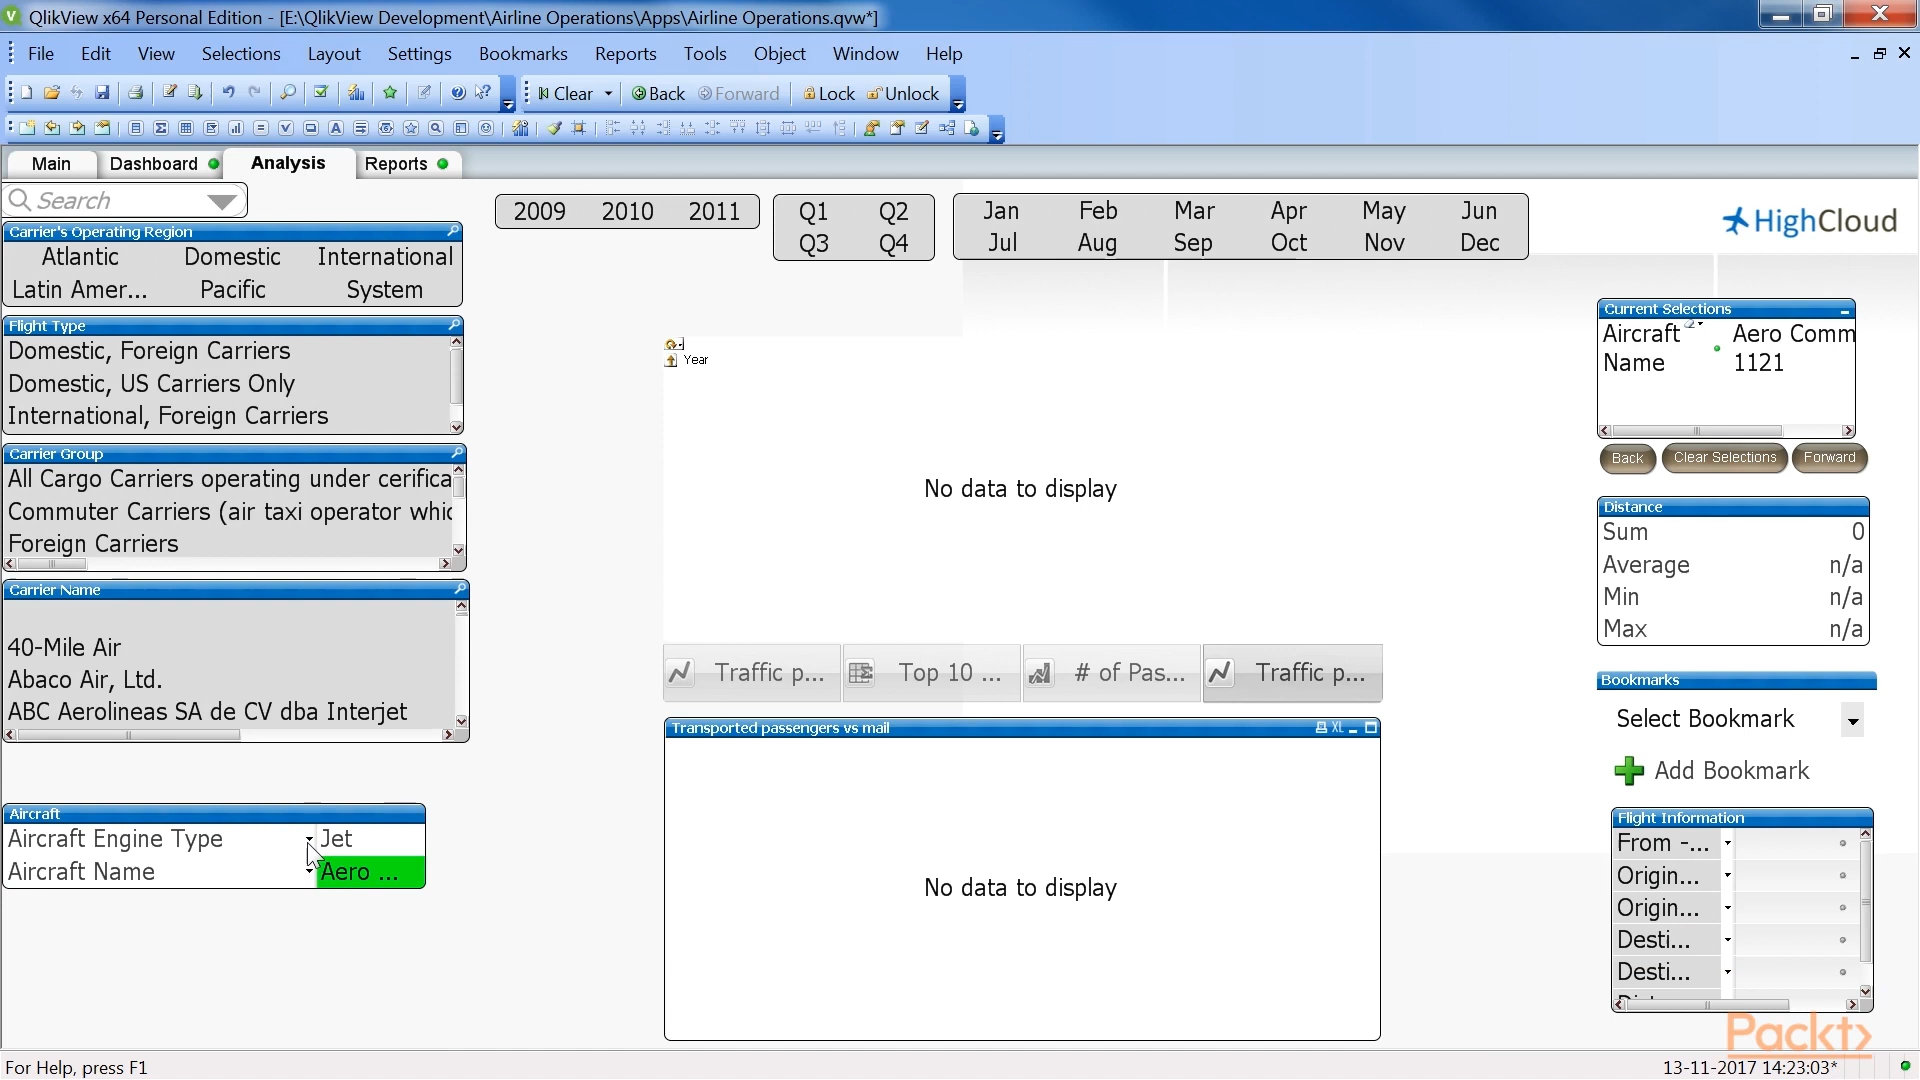 QlikView x64 Personal Edition - [E:\QlikView Development\Airline Operations\Apps\Airline Operations.qvw*]
File Edit View Selections Layout Settings Bookmarks Reports Tools Object Window Help
Clear Back Forward Lock Unlock
Main Dashboard Analysis Reports
Search
Carrier's Operating Region
Atlantic Domestic International
Latin Amer... Pacific System
Flight Type
Domestic, Foreign Carriers
Domestic, US Carriers Only
International, Foreign Carriers
Carrier Group
All Cargo Carriers operating under cerifica
Commuter Carriers (air taxi operator whic
Foreign Carriers
Carrier Name
40-Mile Air
Abaco Air, Ltd.
ABC Aerolineas SA de CV dba Interjet
Aircraft
Aircraft Engine Type Jet
Aircraft Name Aero ...
2009 2010 2011
Q1 Q2
Q3 Q4
Jan Feb Mar Apr May Jun
Jul Aug Sep Oct Nov Dec
Year
No data to display
Traffic p... Top 10 ... # of Pas... Traffic p...
Transported passengers vs mail XL
No data to display
HighCloud
Current Selections
Aircraft Aero Comm
Name 1121
Back Clear Selections Forward
Distance
Sum 0
Average n/a
Min n/a
Max n/a
Bookmarks
Select Bookmark
Add Bookmark
Flight Information
From -...
Origin...
Origin...
Desti...
Desti...
Packt>
For Help, press F1 13-11-2017 14:23:03*